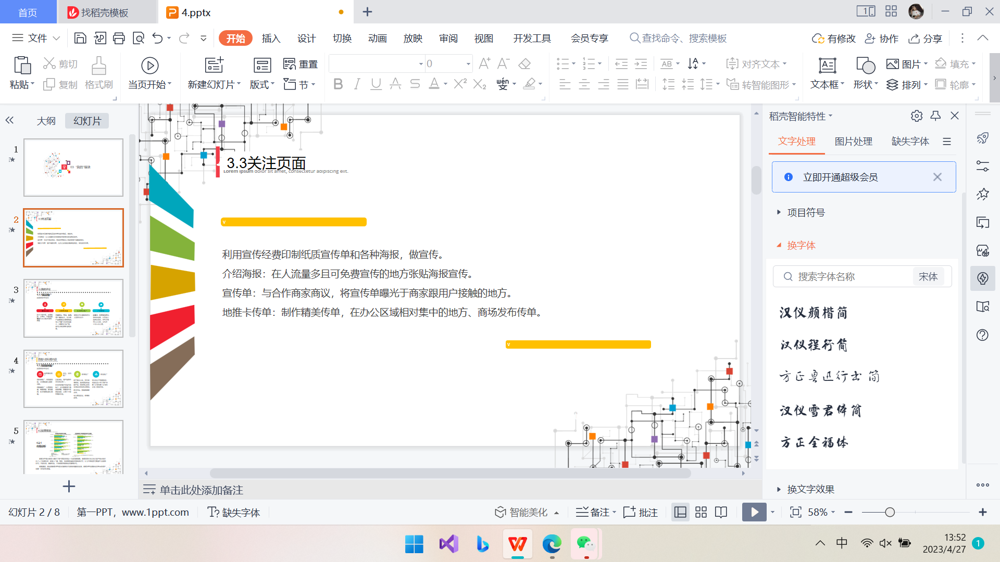 首页
找稻壳模板
4.pptx
文件
开始
插入
设计
切换
动画
放映
审阅
视图
开发工具
会员专享
查找命令、搜索模板
有修改
协作
分享
粘贴
剪切
复制
格式刷
当页开始
新建幻灯片
版式
重置
节
0
对齐文本
转智能图形
文本框
形状
图片
排列
填充
轮廓
大纲
幻灯片
1
03 “我的”模块
2
3
4
5
3.3关注页面
Lorem ipsum dolor sit amet, consectetur adipiscing elit.
v
利用宣传经费印制纸质宣传单和各种海报，做宣传。
介绍海报：在人流量多且可免费宣传的地方张贴海报宣传。
宣传单：与合作商家商议，将宣传单曝光于商家跟用户接触的地方。
地推卡传单：制作精美传单，在办公区域相对集中的地方、商场发布传单。
v
稻壳智能特性
文字处理
图片处理
缺失字体
立即开通超级会员
项目符号
换字体
搜索字体名称
宋体
汉仪颜楷简
汉仪程行简
方正粤迅行书 简
汉仪雪君体简
方正全福体
换文字效果
单击此处添加备注
幻灯片 2 / 8
第一PPT，www.1ppt.com
缺失字体
智能美化
备注
批注
58%
中
13:52
2023/4/27
1